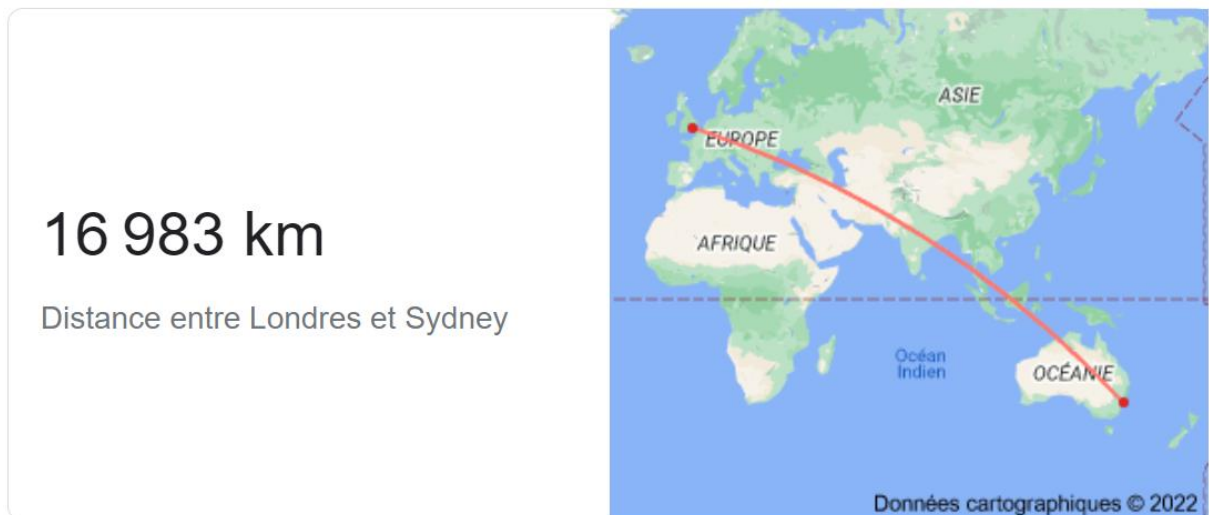 16 983 km
Distance entre Londres et Sydney
ASIE
EUROPE
AFRIQUE
Océan
Indien
OCÉANIE
Données cartographiques © 2022